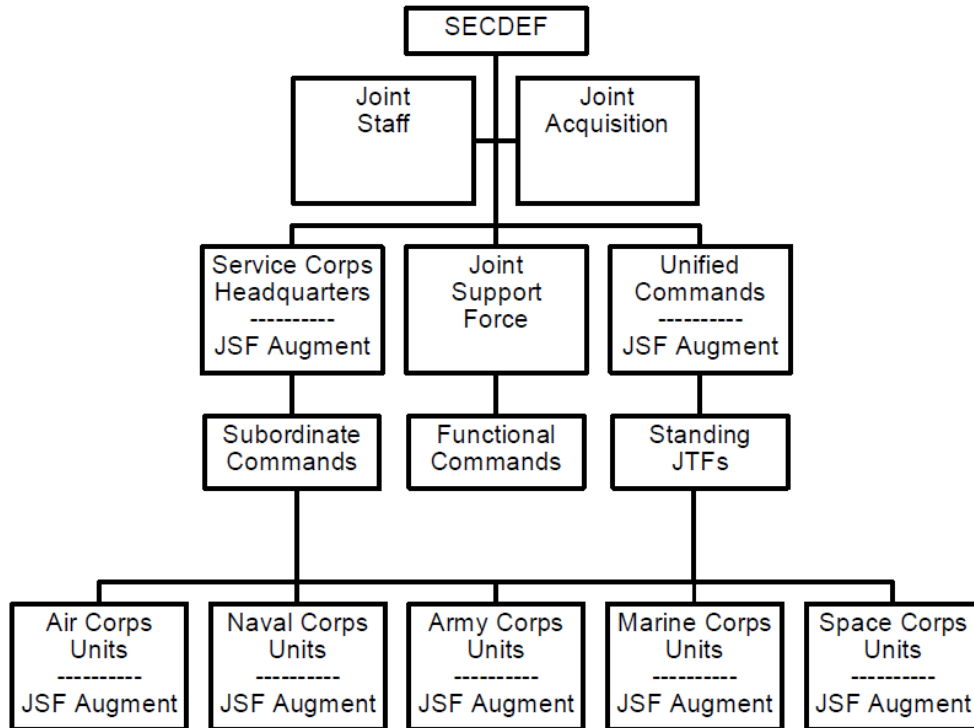 SECDEF
Joint
Staff
Joint
Acquisition
Service Corps
Headquarters
----------
JSF Augment
Joint
Support
Force
Unified
Commands
----------
JSF Augment
Subordinate
Commands
Functional
Commands
Standing
JTFs
Air Corps
Units
----------
JSF Augment
Naval Corps
Units
----------
JSF Augment
Army Corps
Units
----------
JSF Augment
Marine Corps
Units
----------
JSF Augment
Space Corps
Units
----------
JSF Augment